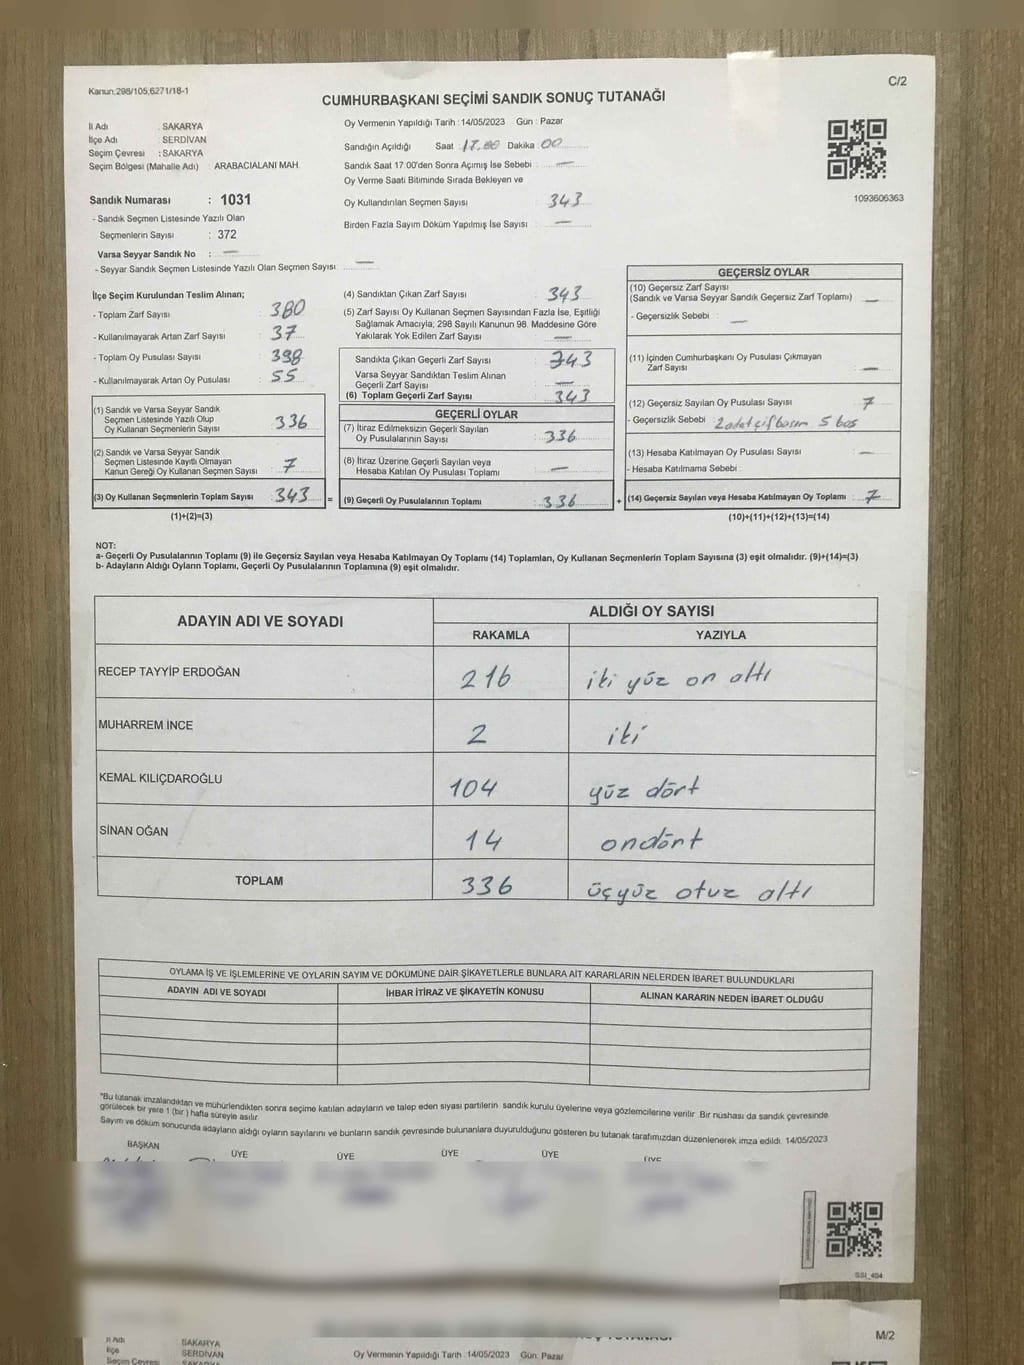 Kanun:298/105,6271/18-1
C/2
CUMHURBAŞKANI SEÇİMİ SANDIK SONUÇ TUTANAĞI
İl Adı : SAKARYA
İlçe Adı : SERDİVAN
Seçim Çevresi : SAKARYA
Seçim Bölgesi (Mahalle Adı) : ARABACIALANI MAH.
Sandık Numarası : 1031
- Sandık Seçmen Listesinde Yazılı Olan
Seçmenlerin Sayısı : 372
Varsa Seyyar Sandık No : —
- Seyyar Sandık Seçmen Listesinde Yazılı Olan Seçmen Sayısı —
Oy Vermenin Yapıldığı Tarih : 14/05/2023 Gün : Pazar
Sandığın Açıldığı Saat : 17.00 Dakika 00
Sandık Saat 17.00'den Sonra Açımış İse Sebebi : —
Oy Verme Saati Bitiminde Sırada Bekleyen ve
Oy Kullandırılan Seçmen Sayısı : 343
Birden Fazla Sayım Döküm Yapılmış İse Sayısı : —
1093606363
İlçe Seçim Kurulundan Teslim Alınan;
- Toplam Zarf Sayısı : 380
- Kullanılmayarak Artan Zarf Sayısı : 37
- Toplam Oy Pusulası Sayısı : 398
- Kullanılmayarak Artan Oy Pusulası : 55
(1) Sandık ve Varsa Seyyar Sandık
Seçmen Listesinde Yazılı Olup
Oy Kullanan Seçmenlerin Sayısı : 336
(2) Sandık ve Varsa Seyyar Sandık
Seçmen Listesinde Kayıtlı Olmayan
Kanun Gereği Oy Kullanan Seçmen Sayısı : 7
(3) Oy Kullanan Seçmenlerin Toplam Sayısı : 343 =
(1)+(2)=(3)
(4) Sandıktan Çıkan Zarf Sayısı : 343
(5) Zarf Sayısı Oy Kullanan Seçmen Sayısından Fazla İse, Eşitliği
Sağlamak Amacıyla; 298 Sayılı Kanunun 98. Maddesine Göre
Yakılarak Yok Edilen Zarf Sayısı : —
Sandıkta Çıkan Geçerli Zarf Sayısı : 343
Varsa Seyyar Sandıktan Teslim Alınan
Geçerli Zarf Sayısı : —
(6) Toplam Geçerli Zarf Sayısı : 343
GEÇERLİ OYLAR
(7) İtiraz Edilmeksizin Geçerli Sayılan
Oy Pusulalarının Sayısı : 336
(8) İtiraz Üzerine Geçerli Sayılan veya
Hesaba Katılan Oy Pusulası Toplamı : —
(9) Geçerli Oy Pusulalarının Toplamı : 336 +
GEÇERSİZ OYLAR
(10) Geçersiz Zarf Sayısı
(Sandık ve Varsa Seyyar Sandık Geçersiz Zarf Toplamı) : —
- Geçersizlik Sebebi : —
(11) İçinden Cumhurbaşkanı Oy Pusulası Çıkmayan
Zarf Sayısı : —
(12) Geçersiz Sayılan Oy Pusulası Sayısı : 7
- Geçersizlik Sebebi : 2 adet çif basım 5 boş
(13) Hesaba Katılmayan Oy Pusulası Sayısı : —
- Hesaba Katılmama Sebebi :
(14) Geçersiz Sayılan veya Hesaba Katılmayan Oy Toplamı : 7
(10)+(11)+(12)+(13)=(14)
NOT:
a- Geçerli Oy Pusulalarının Toplamı (9) ile Geçersiz Sayılan veya Hesaba Katılmayan Oy Toplamı (14) Toplamları, Oy Kullanan Seçmenlerin Toplam Sayısına (3) eşit olmalıdır. (9)+(14)=(3)
b- Adayların Aldığı Oyların Toplamı, Geçerli Oy Pusulalarının Toplamına (9) eşit olmalıdır.
ADAYIN ADI VE SOYADI
ALDIĞI OY SAYISI
RAKAMLA YAZIYLA
RECEP TAYYİP ERDOĞAN 216 iki yüz on altı
MUHARREM İNCE 2 iki
KEMAL KILIÇDAROĞLU 104 yüz dört
SİNAN OĞAN 14 ondört
TOPLAM 336 üçyüz otuz altı
OYLAMA İŞ VE İŞLEMLERİNE VE OYLARIN SAYIM VE DÖKÜMÜNE DAİR ŞİKAYETLERLE BUNLARA AİT KARARLARIN NELERDEN İBARET BULUNDUKLARI
ADAYIN ADI VE SOYADI İHBAR İTİRAZ VE ŞİKAYETİN KONUSU ALINAN KARARIN NEDEN İBARET OLDUĞU
"Bu tutanak imzalandıktan ve mühürlendikten sonra seçime katılan adayların ve talep eden siyasi partilerin sandık kurulu üyelerine veya gözlemcilerine verilir. Bir nüshası da sandık çevresinde
görülecek bir yere 1 (bir ) hafta süreyle asılır.
Sayım ve döküm sonucunda adayların aldığı oyların sayılarını ve bunların sandık çevresinde bulunanlara duyurulduğunu gösteren bu tutanak tarafımızdan düzenlenerek imza edildi. 14/05/2023
BAŞKAN ÜYE ÜYE ÜYE ÜYE ÜYE
SSI_404
M/2
İl Adı SAKARYA
İlçe SERDİVAN
Seçim Çevresi SAKARYA
Oy Vermenin Yapıldığı Tarih : 14/05/2023 Gün: Pazar